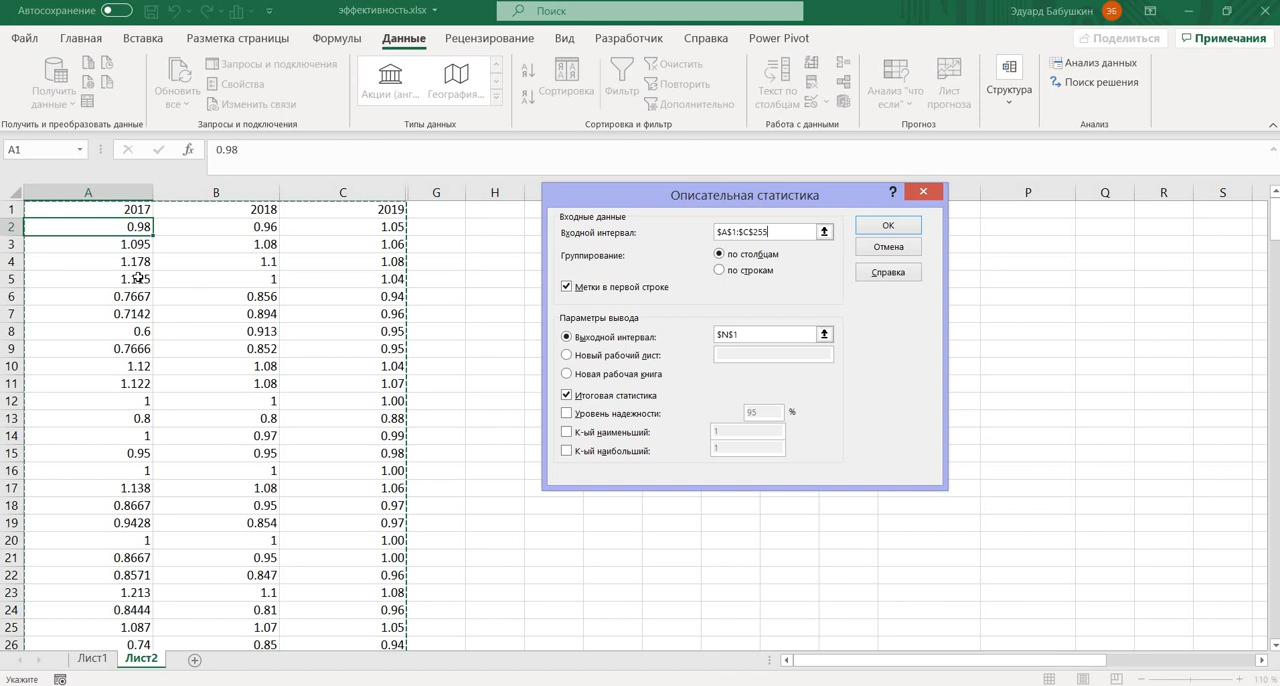 Автосохранение
эффективность.xlsx
Поиск
Эдуард Бабушкин
ЭБ
Файл Главная Вставка Разметка страницы Формулы Данные Рецензирование Вид Разработчик Справка Power Pivot
Поделиться
Примечания
Получить данные
Обновить все
Запросы и подключения
Свойства
Изменить связи
Акции (анг...
География...
Сортировка
Фильтр
Очистить
Повторить
Дополнительно
Текст по столбцам
Анализ "что если"
Лист прогноза
Структура
Анализ данных
Поиск решения
Получить и преобразовать данные
Запросы и подключения
Типы данных
Сортировка и фильтр
Работа с данными
Прогноз
Анализ
A1
fx
0.98
A B C G H P Q R S
1 2017 2018 2019
2 0.98 0.96 1.05
3 1.095 1.08 1.06
4 1.178 1.1 1.08
5 1 1.04
6 0.7667 0.856 0.94
7 0.7142 0.894 0.96
8 0.6 0.913 0.95
9 0.7666 0.852 0.95
10 1.12 1.08 1.04
11 1.122 1.08 1.07
12 1 1 1.00
13 0.8 0.8 0.88
14 1 0.97 0.99
15 0.95 0.95 0.98
16 1 1 1.00
17 1.138 1.08 1.06
18 0.8667 0.95 0.97
19 0.9428 0.854 0.97
20 1 1 1.00
21 0.8667 0.95 1.00
22 0.8571 0.847 0.96
23 1.213 1.1 1.08
24 0.8444 0.81 0.96
25 1.087 1.07 1.05
26 0.74 0.85 0.94
Описательная статистика
?
Входные данные
Входной интервал: $A$1:$C$255
Группирование:
по столбцам
по строкам
Метки в первой строке
OK
Отмена
Справка
Параметры вывода
Выходной интервал: $N$1
Новый рабочий лист:
Новая рабочая книга
Итоговая статистика
Уровень надежности: 95 %
К-ый наименьший: 1
К-ый наибольший: 1
Лист1 Лист2
Укажите
110 %